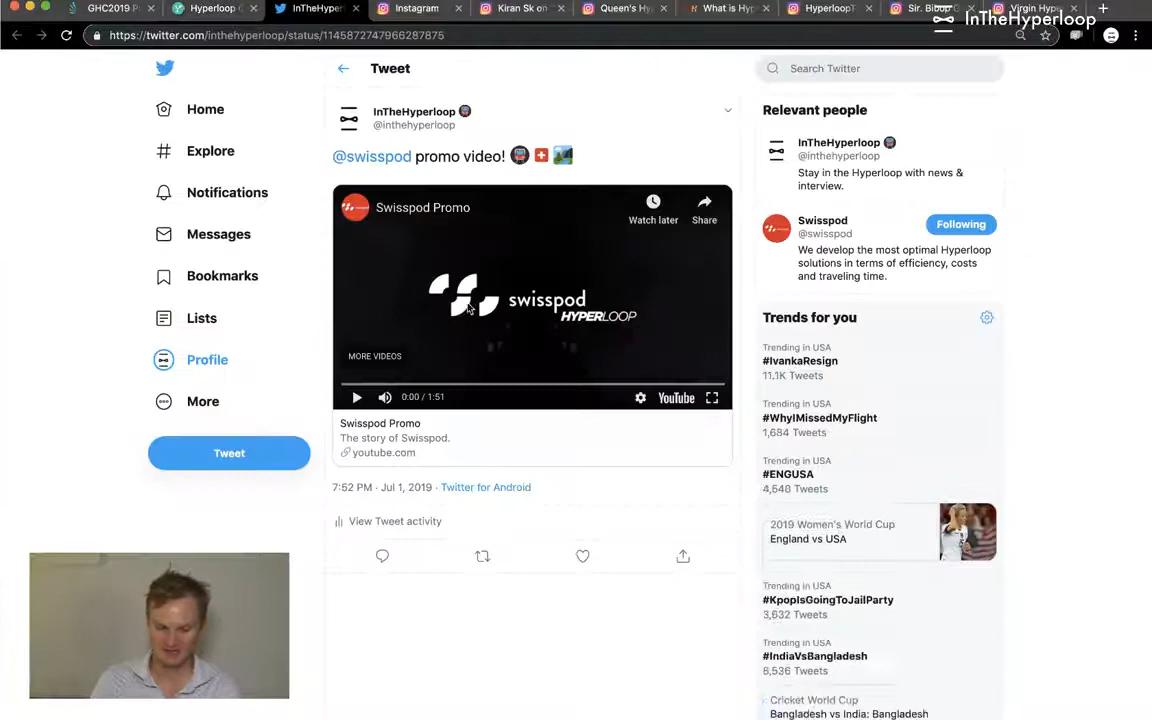 GHC2019 P
Hyperloop
InTheHyper
Instagram
Kiran Sk on
Queen's Hy
What is Hyp
HyperloopT
Sir. Bi
Virgin Hype
InTheHyperloop
https://twitter.com/inthehyperloop/status/1145872747966287875
Home
Explore
Notifications
Messages
Bookmarks
Lists
Profile
More
Tweet
Tweet
InTheHyperloop
@inthehyperloop
@swisspod promo video!
Swisspod Promo
Watch later
Share
swisspod
HYPERLOOP
MORE VIDEOS
0:00 / 1:51
YouTube
Swisspod Promo
The story of Swisspod.
youtube.com
7:52 PM · Jul 1, 2019 · Twitter for Android
View Tweet activity
Search Twitter
Relevant people
InTheHyperloop
@inthehyperloop
Stay in the Hyperloop with news &
interview.
Swisspod
@swisspod
Following
We develop the most optimal Hyperloop
solutions in terms of efficiency, costs
and traveling time.
Trends for you
Trending in USA
#IvankaResign
11.1K Tweets
Trending in USA
#WhyIMissedMyFlight
1,684 Tweets
Trending in USA
#ENGUSA
4,548 Tweets
2019 Women's World Cup
England vs USA
Trending in USA
#KpopIsGoingToJailParty
3,632 Tweets
Trending in USA
#IndiaVsBangladesh
8,536 Tweets
Cricket World Cup
Bangladesh vs India: Bangladesh